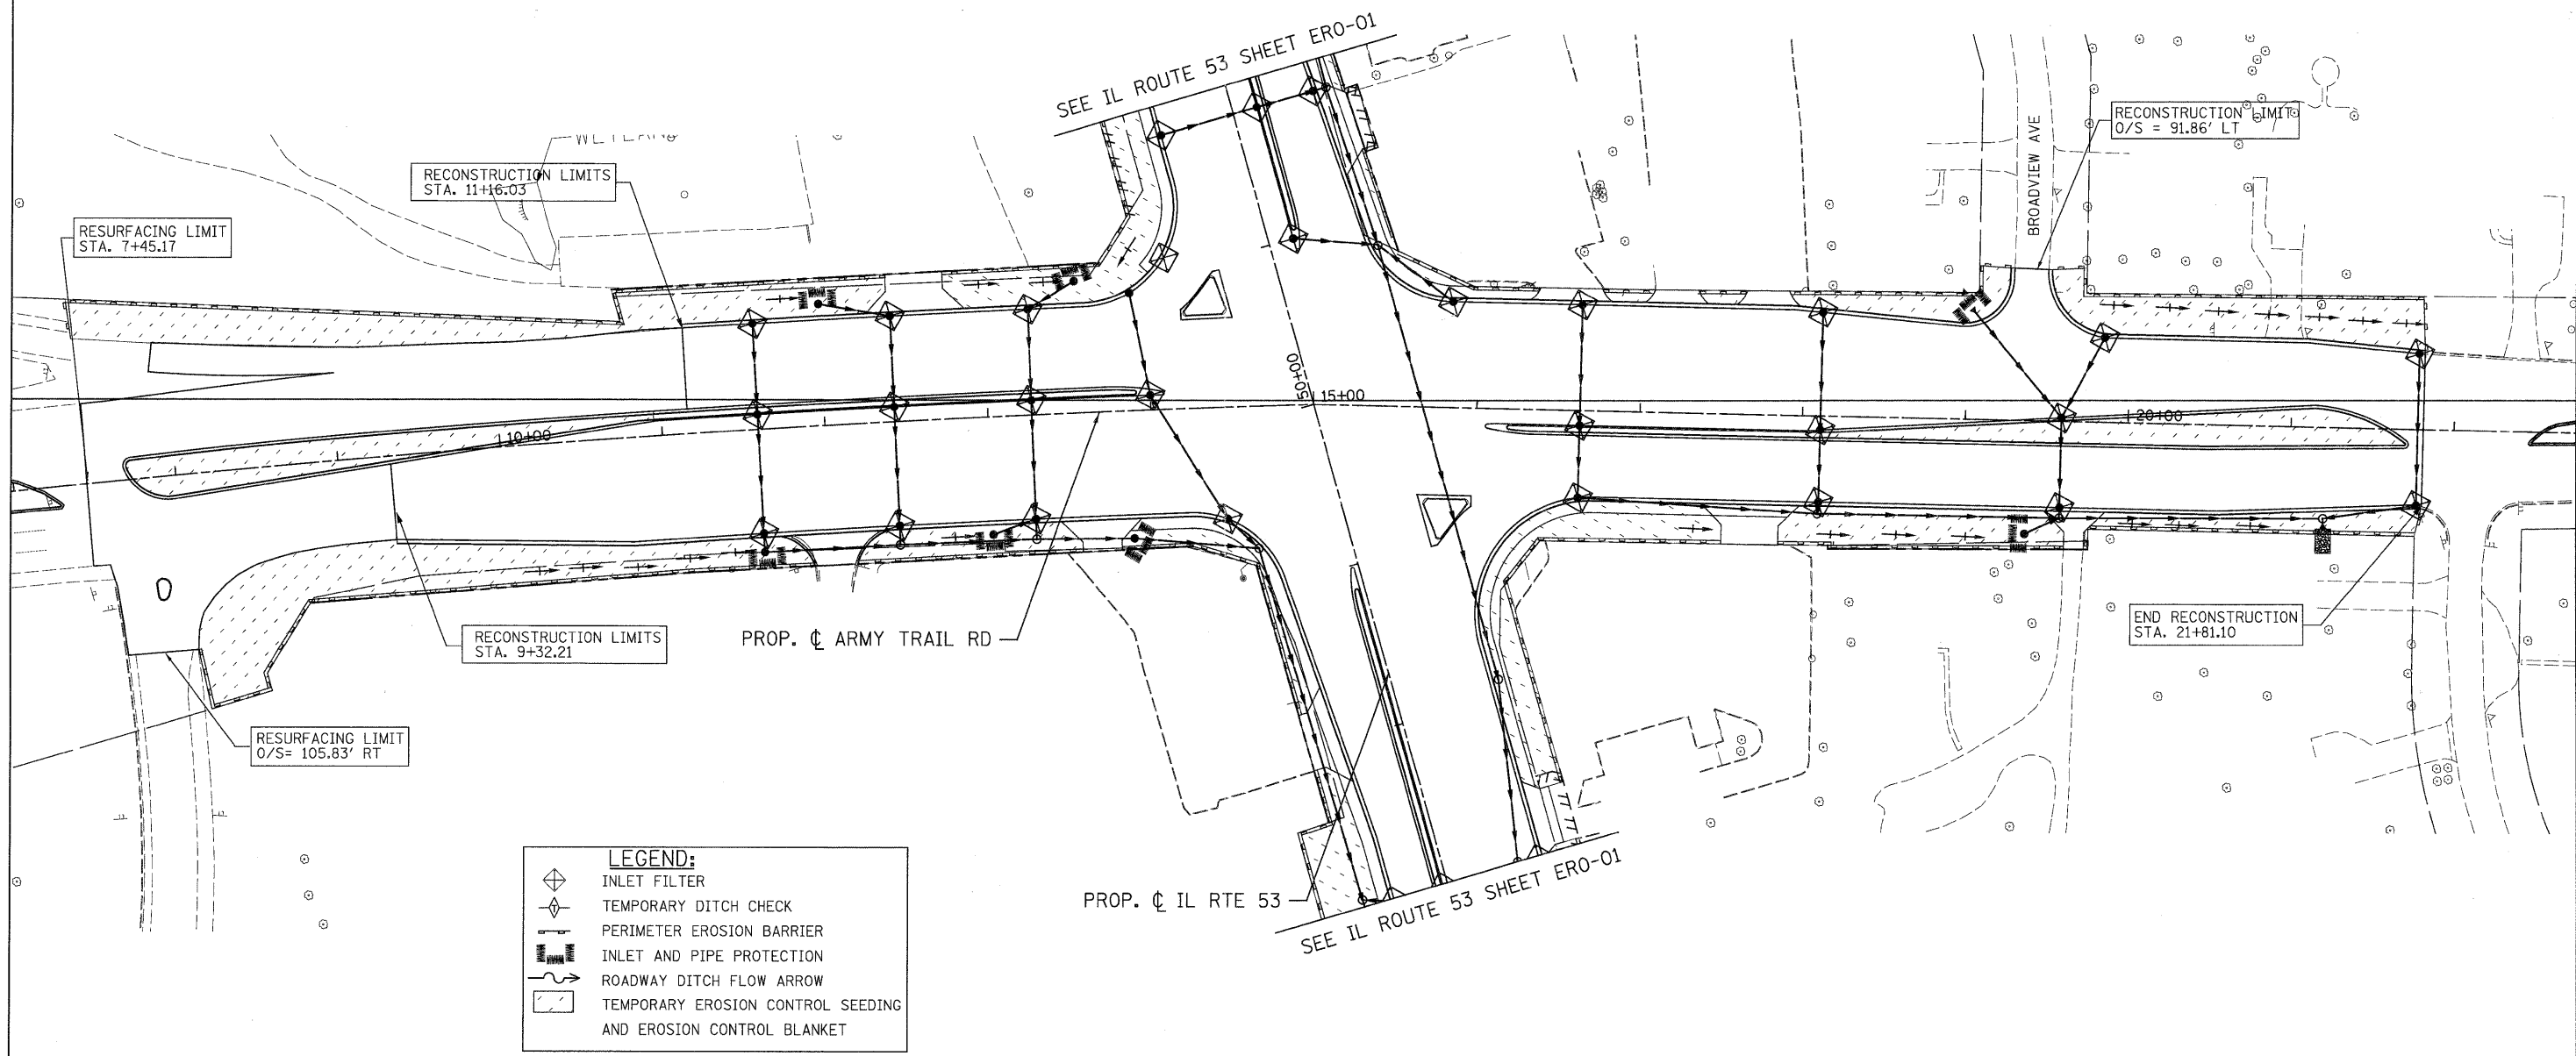 SEE IL ROUTE 53 SHEET ERO-01
WETLAND
RECONSTRUCTION LIMITS
STA. 11+16.03
RESURFACING LIMIT
STA. 7+45.17
BROADVIEW AVE
RECONSTRUCTION LIMIT
O/S = 91.86' LT
10+00
150+00
15+00
20+00
RECONSTRUCTION LIMITS
STA. 9+32.21
PROP. ℄ ARMY TRAIL RD
END RECONSTRUCTION
STA. 21+81.10
RESURFACING LIMIT
O/S= 105.83' RT
PROP. ℄ IL RTE 53
SEE IL ROUTE 53 SHEET ERO-01
LEGEND:
INLET FILTER
T TEMPORARY DITCH CHECK
PERIMETER EROSION BARRIER
INLET AND PIPE PROTECTION
ROADWAY DITCH FLOW ARROW
TEMPORARY EROSION CONTROL SEEDING
AND EROSION CONTROL BLANKET